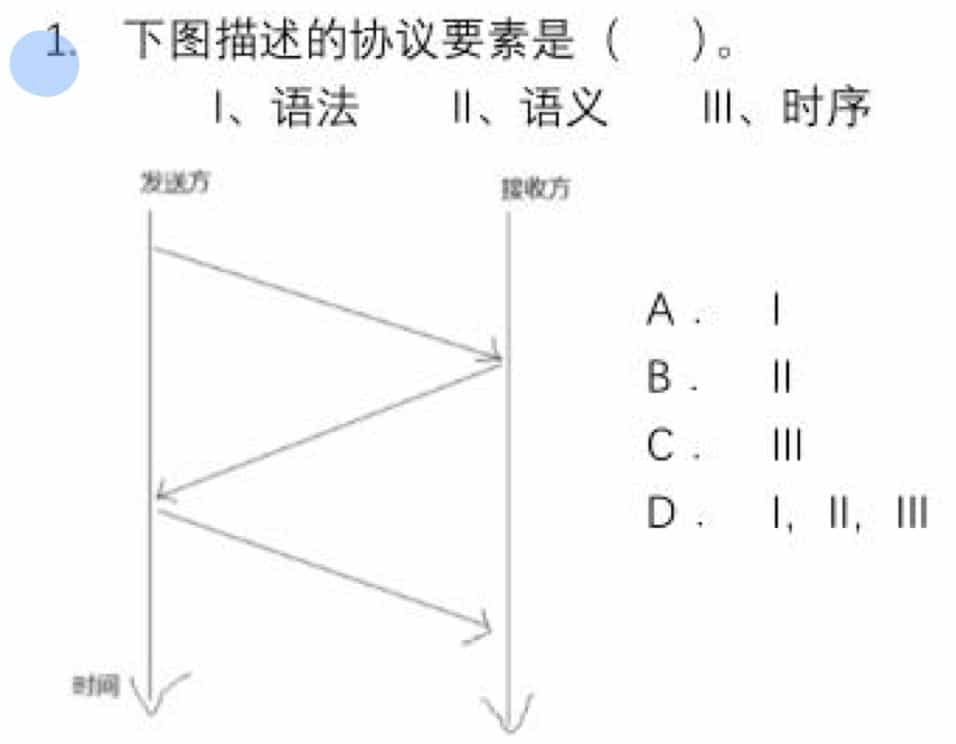 1. 下图描述的协议要素是（ ）。
I、语法 II、语义 III、时序
发送方 接收方
A. I
B. II
C. III
D. I, II, III
时间